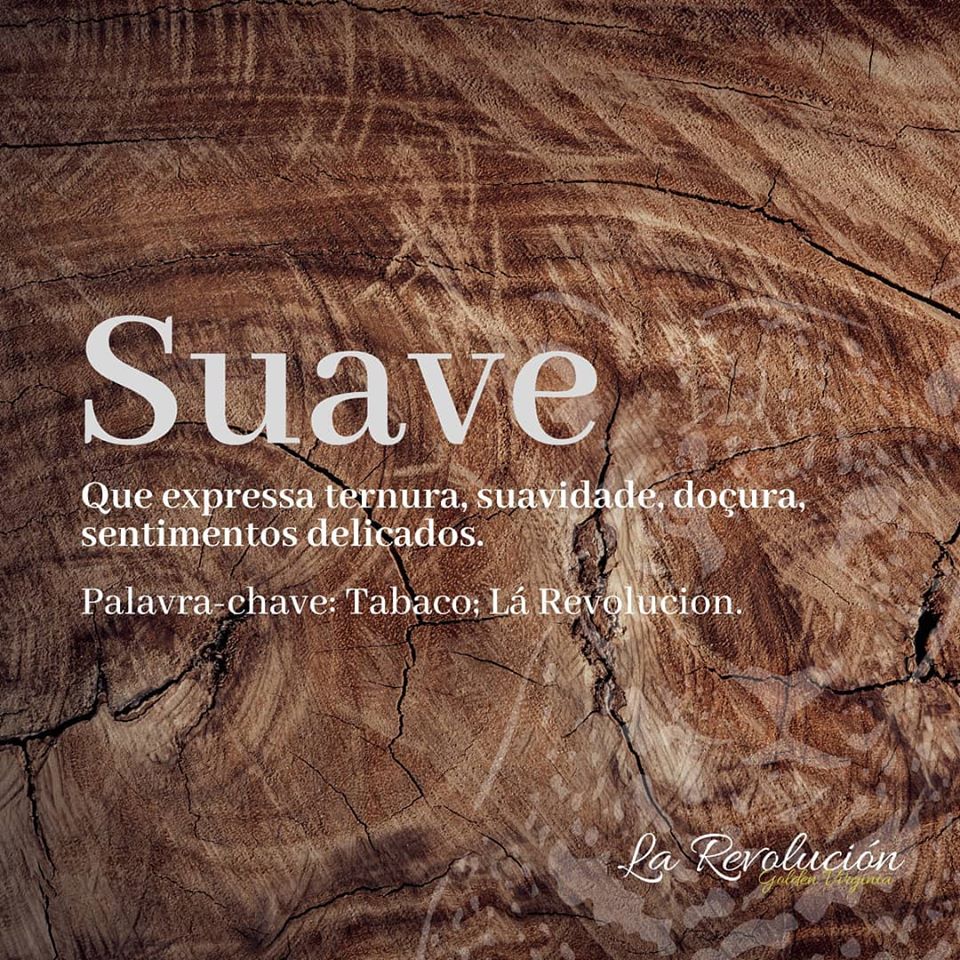 Suave
Que expressa ternura, suavidade, doçura,
sentimentos delicados.
Palavra-chave: Tabaco; Lá Revolucion.
La Revolución
Golden Virginia